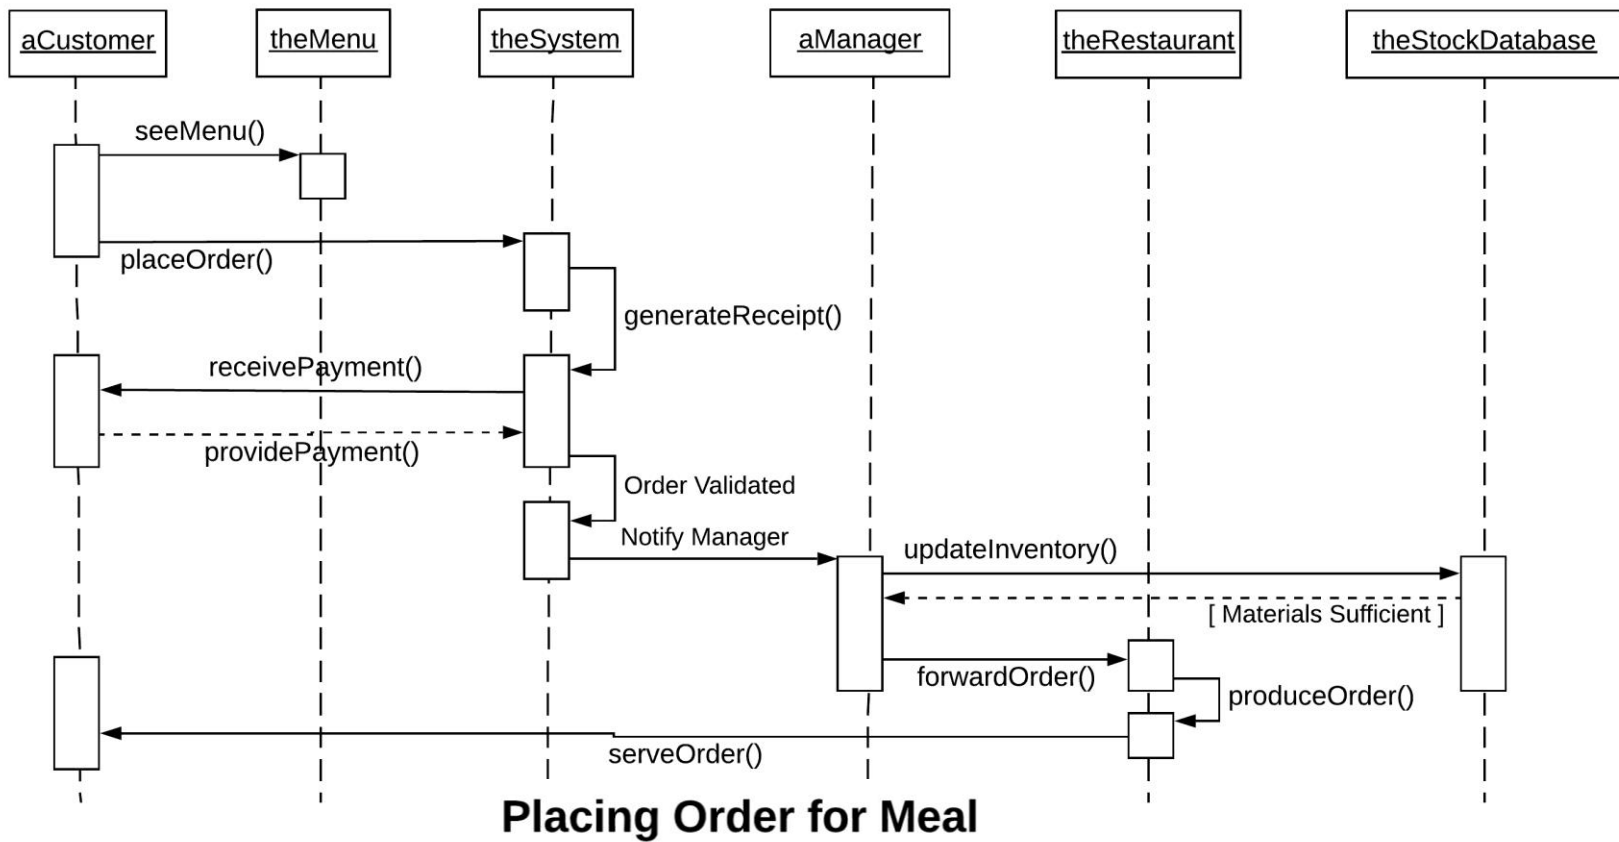 aCustomer
theMenu
theSystem
aManager
theRestaurant
theStockDatabase
seeMenu()
placeOrder()
generateReceipt()
receivePayment()
providePayment()
Order Validated
Notify Manager
updateInventory()
[ Materials Sufficient ]
forwardOrder()
produceOrder()
serveOrder()
Placing Order for Meal